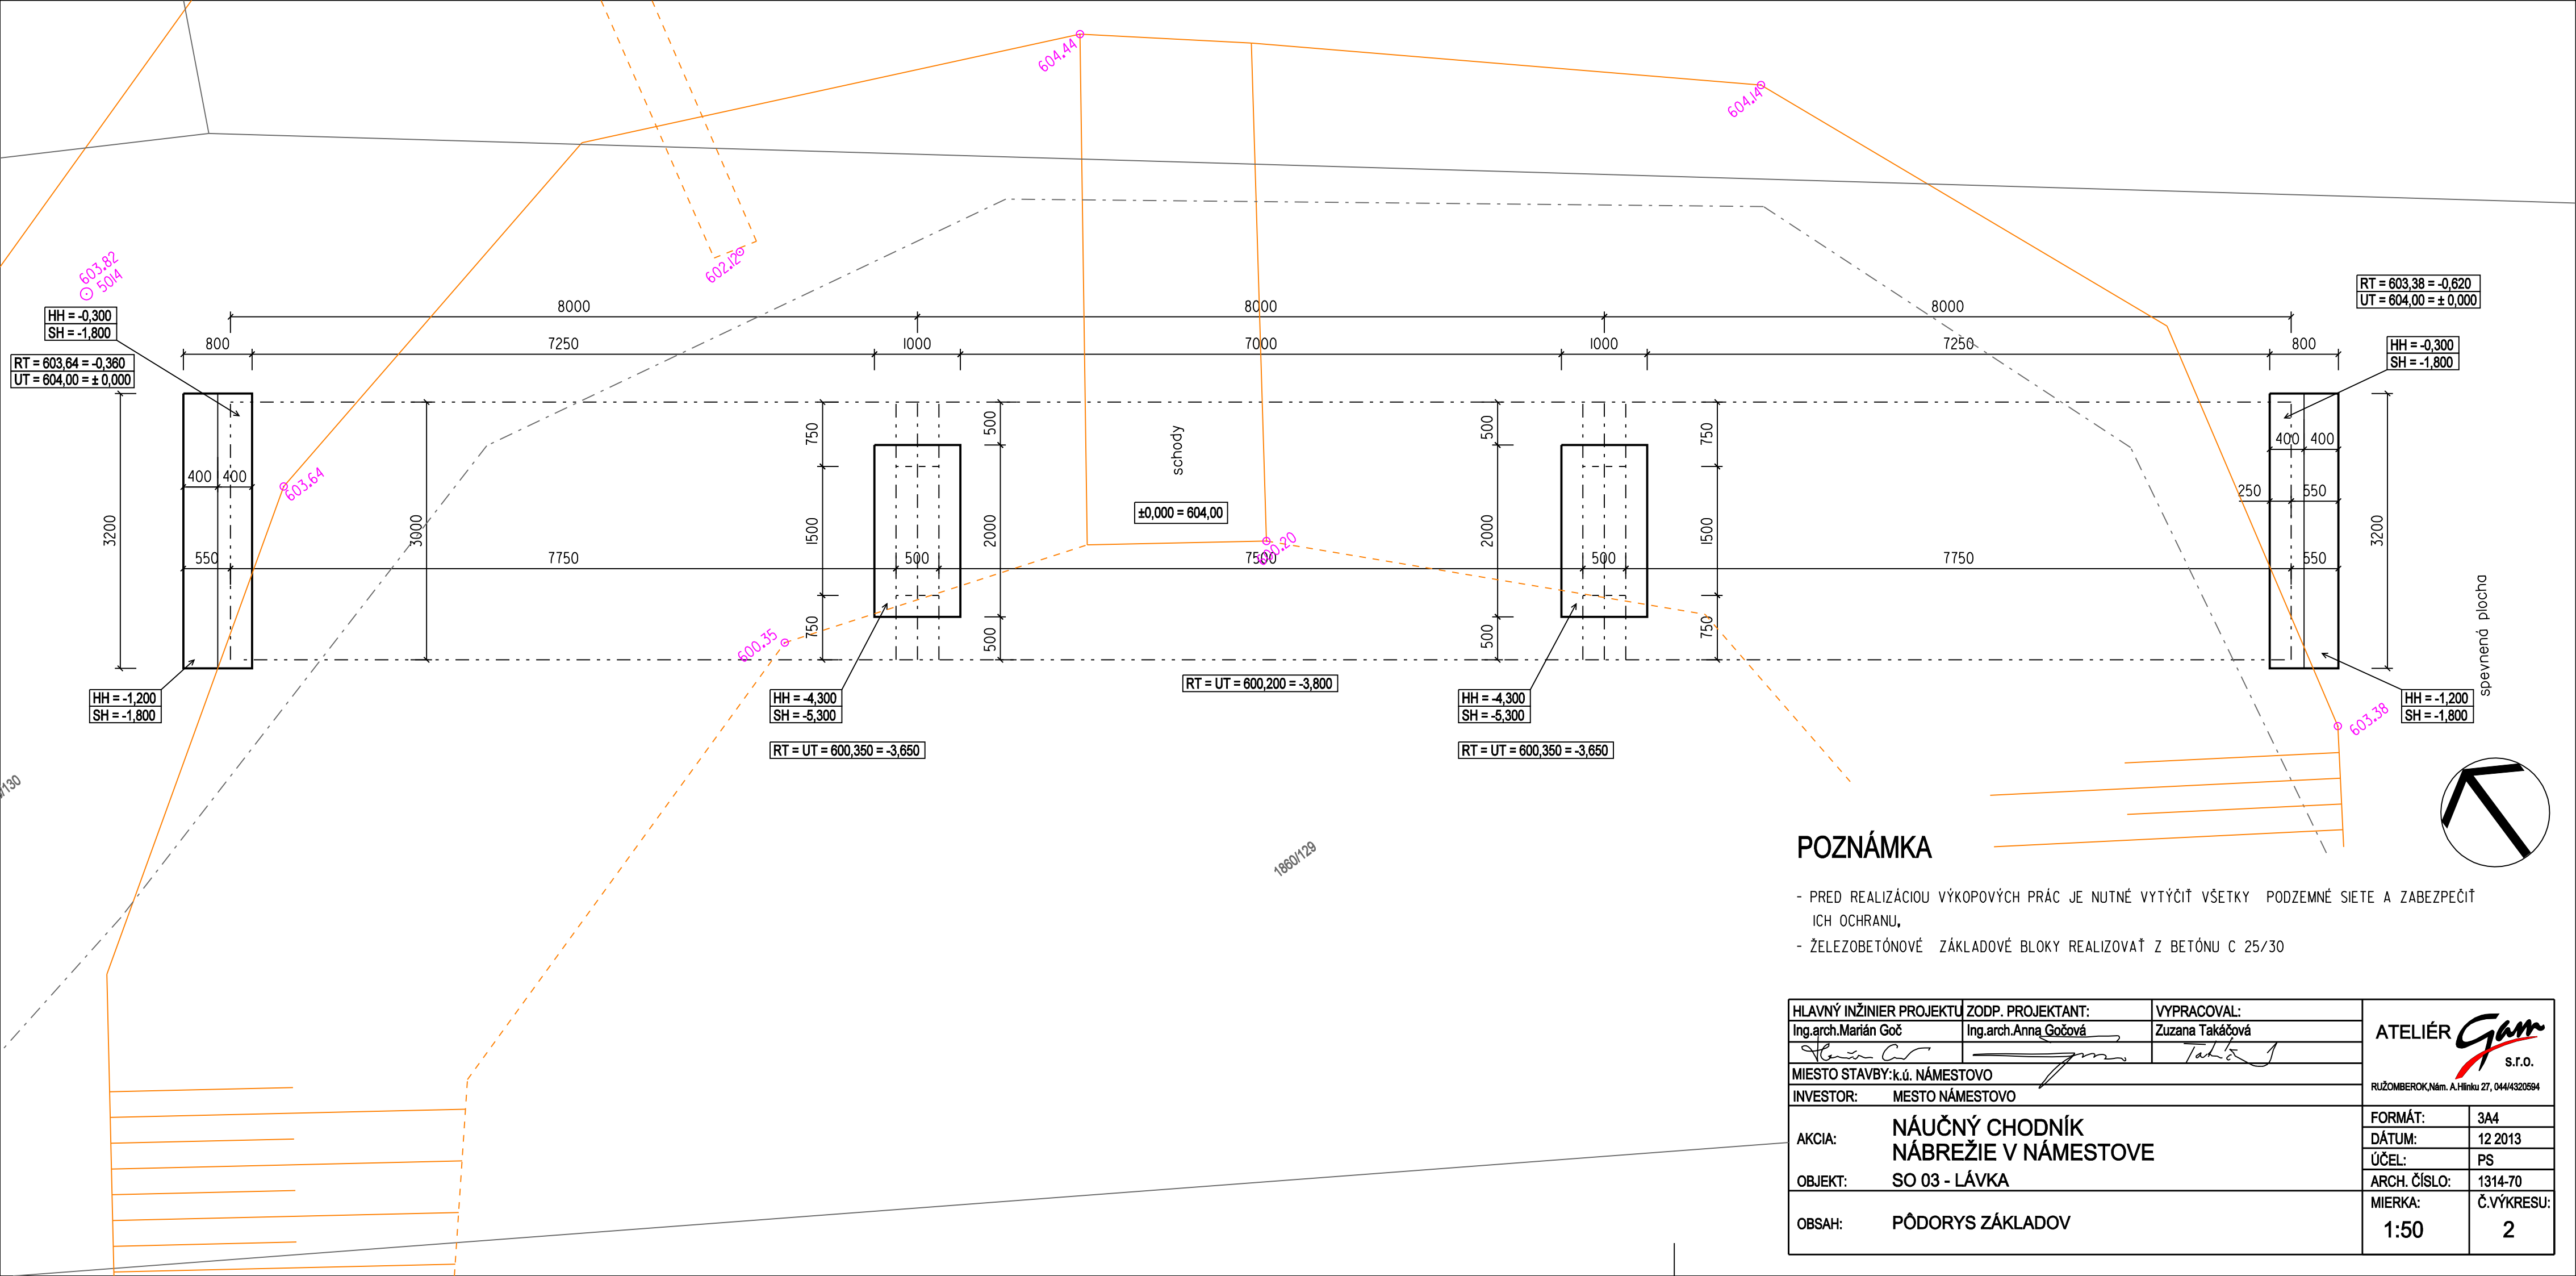 604.44
604.14
602.12
603.82
5014
HH = -0,300
SH = -1,800
RT = 603,64 = -0,360
UT = 604,00 = ± 0,000
RT = 603,38 = -0,620
UT = 604,00 = ± 0,000
8000
8000
8000
800
7250
1000
7000
1000
7250
800
HH = -0,300
SH = -1,800
3200
400
400
603.64
550
3000
7750
750
1500
750
500
500
2000
500
schody
±0,000 = 604,00
600.20
7500
500
2000
500
500
750
1500
750
7750
400
400
250
550
550
3200
spevnená plocha
600.35
HH = -1,200
SH = -1,800
HH = -4,300
SH = -5,300
RT = UT = 600,350 = -3,650
RT = UT = 600,200 = -3,800
HH = -4,300
SH = -5,300
RT = UT = 600,350 = -3,650
HH = -1,200
SH = -1,800
603.38
/130
1860/129
POZNÁMKA
- PRED REALIZÁCIOU VÝKOPOVÝCH PRÁC JE NUTNÉ VYTÝČIŤ VŠETKY PODZEMNÉ SIETE A ZABEZPEČIŤ
ICH OCHRANU,
- ŽELEZOBETÓNOVÉ ZÁKLADOVÉ BLOKY REALIZOVAŤ Z BETÓNU C 25/30
HLAVNÝ INŽINIER PROJEKTU ZODP. PROJEKTANT: VYPRACOVAL:
Ing.arch.Marián Goč Ing.arch.Anna Gočová Zuzana Takáčová
MIESTO STAVBY: k.ú. NÁMESTOVO
INVESTOR: MESTO NÁMESTOVO
AKCIA: NÁUČNÝ CHODNÍK
NÁBREŽIE V NÁMESTOVE
OBJEKT: SO 03 - LÁVKA
OBSAH: PÔDORYS ZÁKLADOV
ATELIÉR Gam
s.r.o.
RUŽOMBEROK,Nám. A.Hlinku 27, 044/4320594
FORMÁT: 3A4
DÁTUM: 12 2013
ÚČEL: PS
ARCH. ČÍSLO: 1314-70
MIERKA: Č.VÝKRESU:
1:50 2